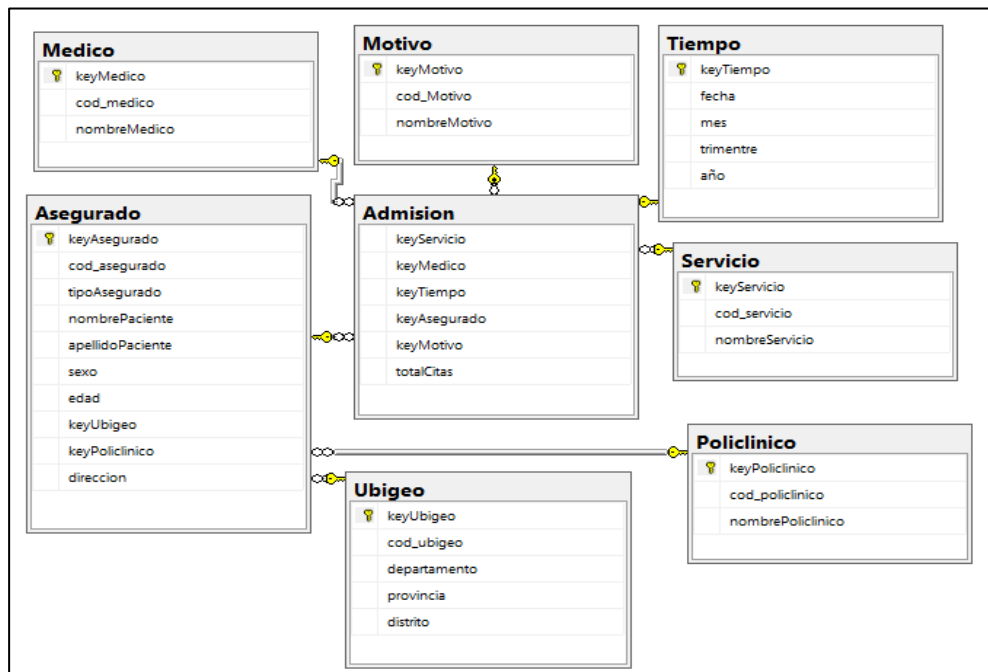 Medico
keyMedico
cod_medico
nombreMedico
Motivo
keyMotivo
cod_Motivo
nombreMotivo
Tiempo
keyTiempo
fecha
mes
trimentre
año
Asegurado
keyAsegurado
cod_asegurado
tipoAsegurado
nombrePaciente
apellidoPaciente
sexo
edad
keyUbigeo
keyPoliclinico
direccion
Admision
keyServicio
keyMedico
keyTiempo
keyAsegurado
keyMotivo
totalCitas
Servicio
keyServicio
cod_servicio
nombreServicio
Policlinico
keyPoliclinico
cod_policlinico
nombrePoliclinico
Ubigeo
keyUbigeo
cod_ubigeo
departamento
provincia
distrito